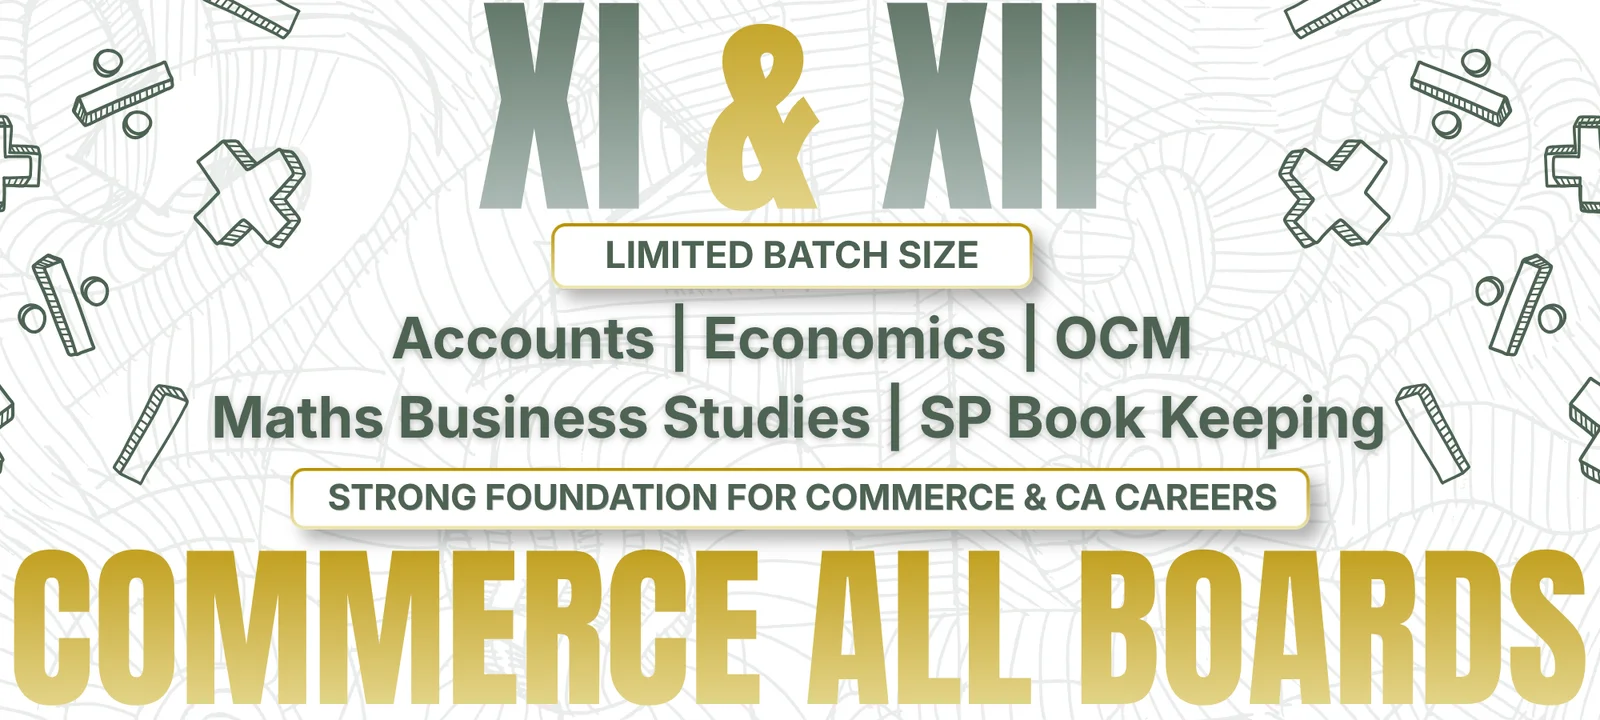 XI & XII
LIMITED BATCH SIZE
Accounts | Economics | OCM
Maths Business Studies | SP Book Keeping
STRONG FOUNDATION FOR COMMERCE & CA CAREERS
COMMERCE ALL BOARDS